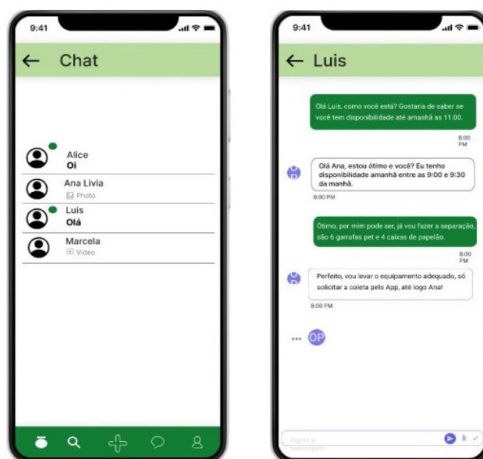 9:41
Chat
Alice
Oi
Ana Livia
Photo
Luis
Olá
Marcela
Video
9:41
Luis
Olá Luis, como você está? Gostaria de saber se
você tem disponibilidade até amanhã as 11:00.
8:00
PM
Olá Ana, estou ótimo e você? Eu tenho
disponibilidade amanhã entre as 9:00 e 9:30
da manhã.
8:00 PM
Ótimo, por mim pode ser, já vou fazer a separação,
são 6 garrafas pet e 4 caixas de papelão.
8:00
PM
Perfeito, vou levar o equipamento adequado, só
solicitar a coleta pelo App, até logo Ana!
8:00 PM
OP